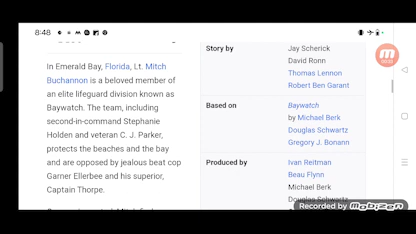 8:48
In Emerald Bay, Florida, Lt. Mitch
Buchannon is a beloved member of
an elite lifeguard division known as
Baywatch. The team, including
second-in-command Stephanie
Holden and veteran C. J. Parker,
protects the beaches and the bay
and are opposed by jealous beat cop
Garner Ellerbee and his superior,
Captain Thorpe.
Story by
Jay Scherick
David Ronn
Thomas Lennon
Robert Ben Garant
Based on
Baywatch
by Michael Berk
Douglas Schwartz
Gregory J. Bonann
Produced by
Ivan Reitman
Beau Flynn
Michael Berk
Douglas Schwartz
Recorded by
Mobizen